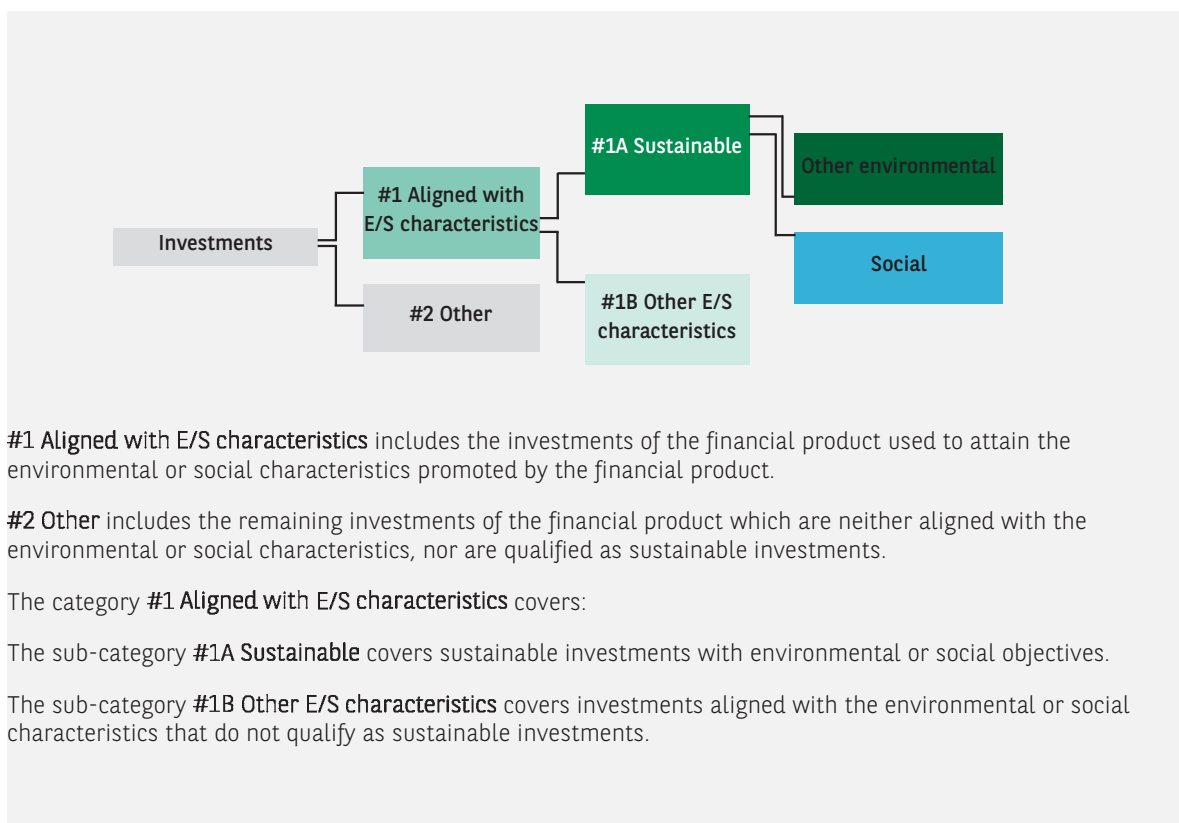 #1A Sustainable
Other environmental
#1 Aligned with
E/S characteristics
Investments
Social
#2 Other
#1B Other E/S
characteristics
#1 Aligned with E/S characteristics includes the investments of the financial product used to attain the
environmental or social characteristics promoted by the financial product.
#2 Other includes the remaining investments of the financial product which are neither aligned with the
environmental or social characteristics, nor are qualified as sustainable investments.
The category #1 Aligned with E/S characteristics covers:
The sub-category #1A Sustainable covers sustainable investments with environmental or social objectives.
The sub-category #1B Other E/S characteristics covers investments aligned with the environmental or social
characteristics that do not qualify as sustainable investments.